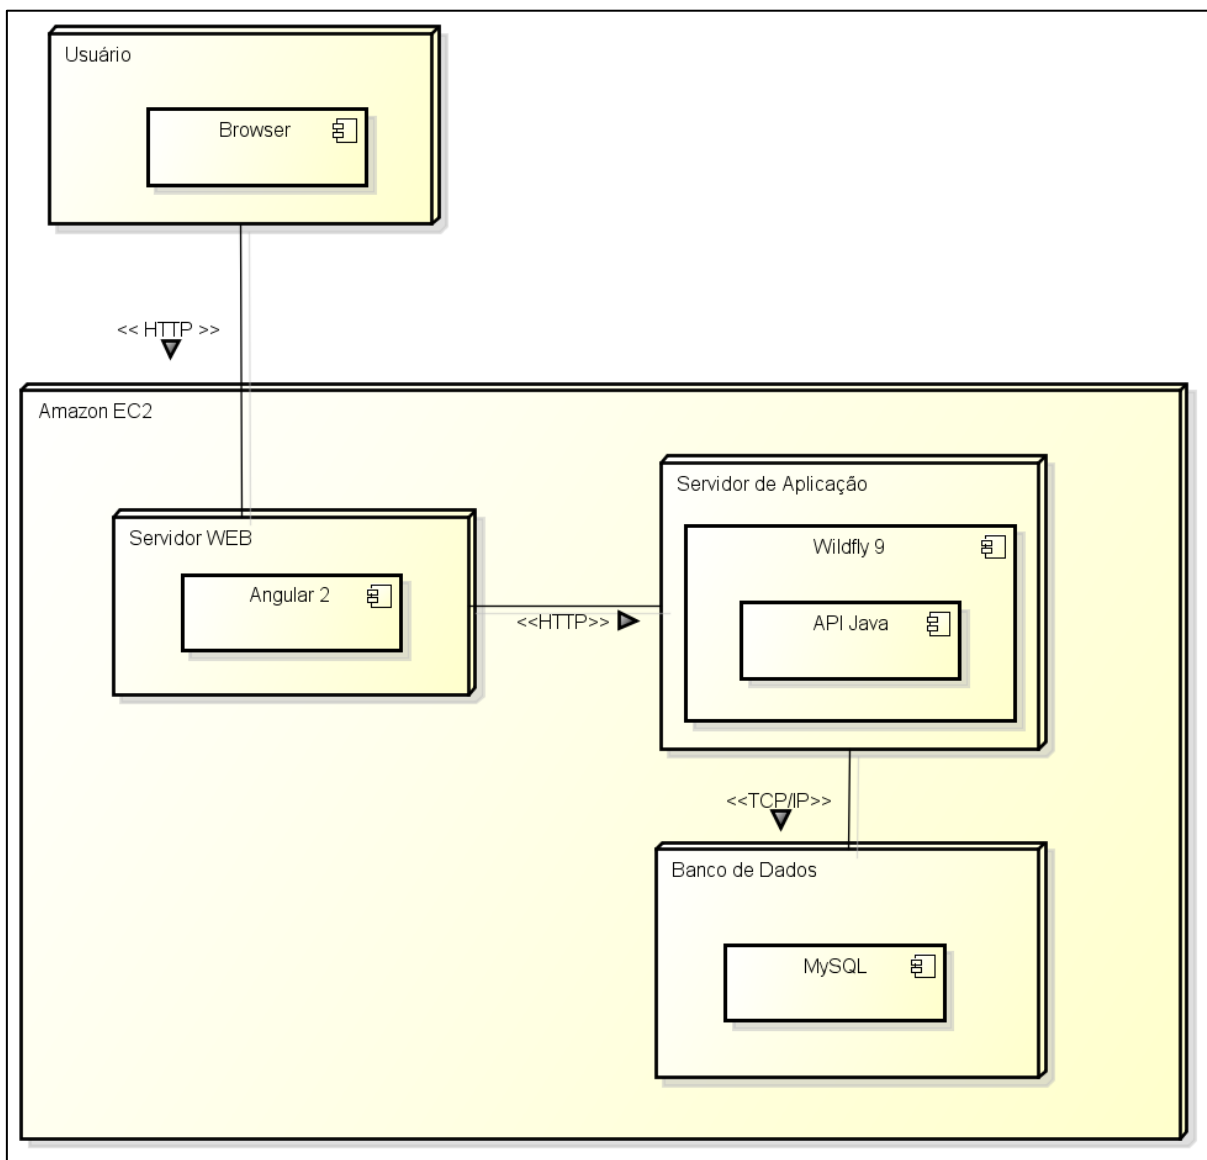 Usuário
Browser
<< HTTP >>
Amazon EC2
Servidor WEB
Angular 2
<<HTTP>>
Servidor de Aplicação
Wildfly 9
API Java
<<TCP/IP>>
Banco de Dados
MySQL